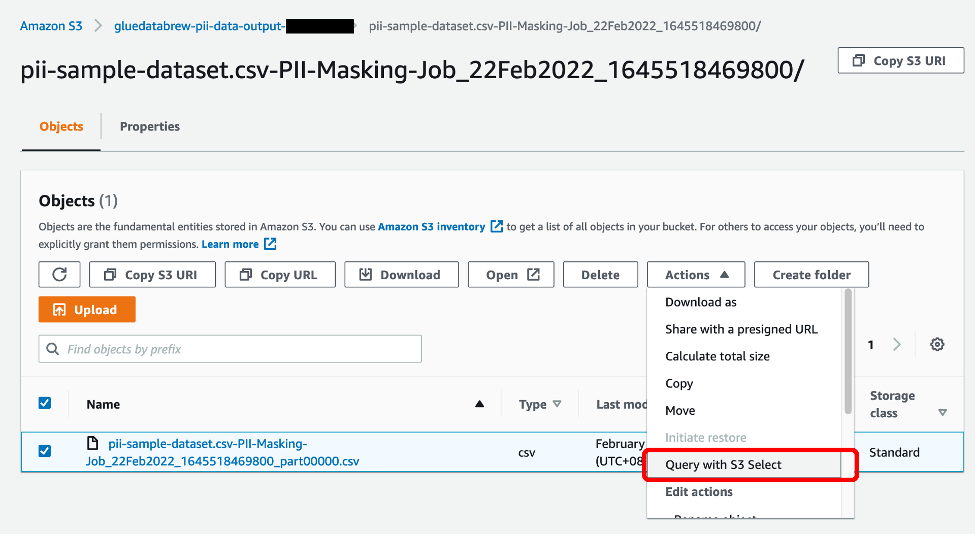 Amazon S3 > gluedatabrew-pii-data-output- > pii-sample-dataset.csv-PII-Masking-Job_22Feb2022_1645518469800/
pii-sample-dataset.csv-PII-Masking-Job_22Feb2022_1645518469800/
Copy S3 URI
Objects
Properties
Objects (1)
Objects are the fundamental entities stored in Amazon S3. You can use Amazon S3 inventory to get a list of all objects in your bucket. For others to access your objects, you'll need to
explicitly grant them permissions. Learn more
Copy S3 URI
Copy URL
Download
Open
Delete
Actions
Create folder
Upload
Find objects by prefix
1
Download as
Share with a presigned URL
Calculate total size
Copy
Move
Initiate restore
Query with S3 Select
Edit actions
Rename object
Name
Type
Last mod
Storage
class
pii-sample-dataset.csv-PII-Masking-
Job_22Feb2022_1645518469800_part00000.csv
csv
February
(UTC+08
Standard